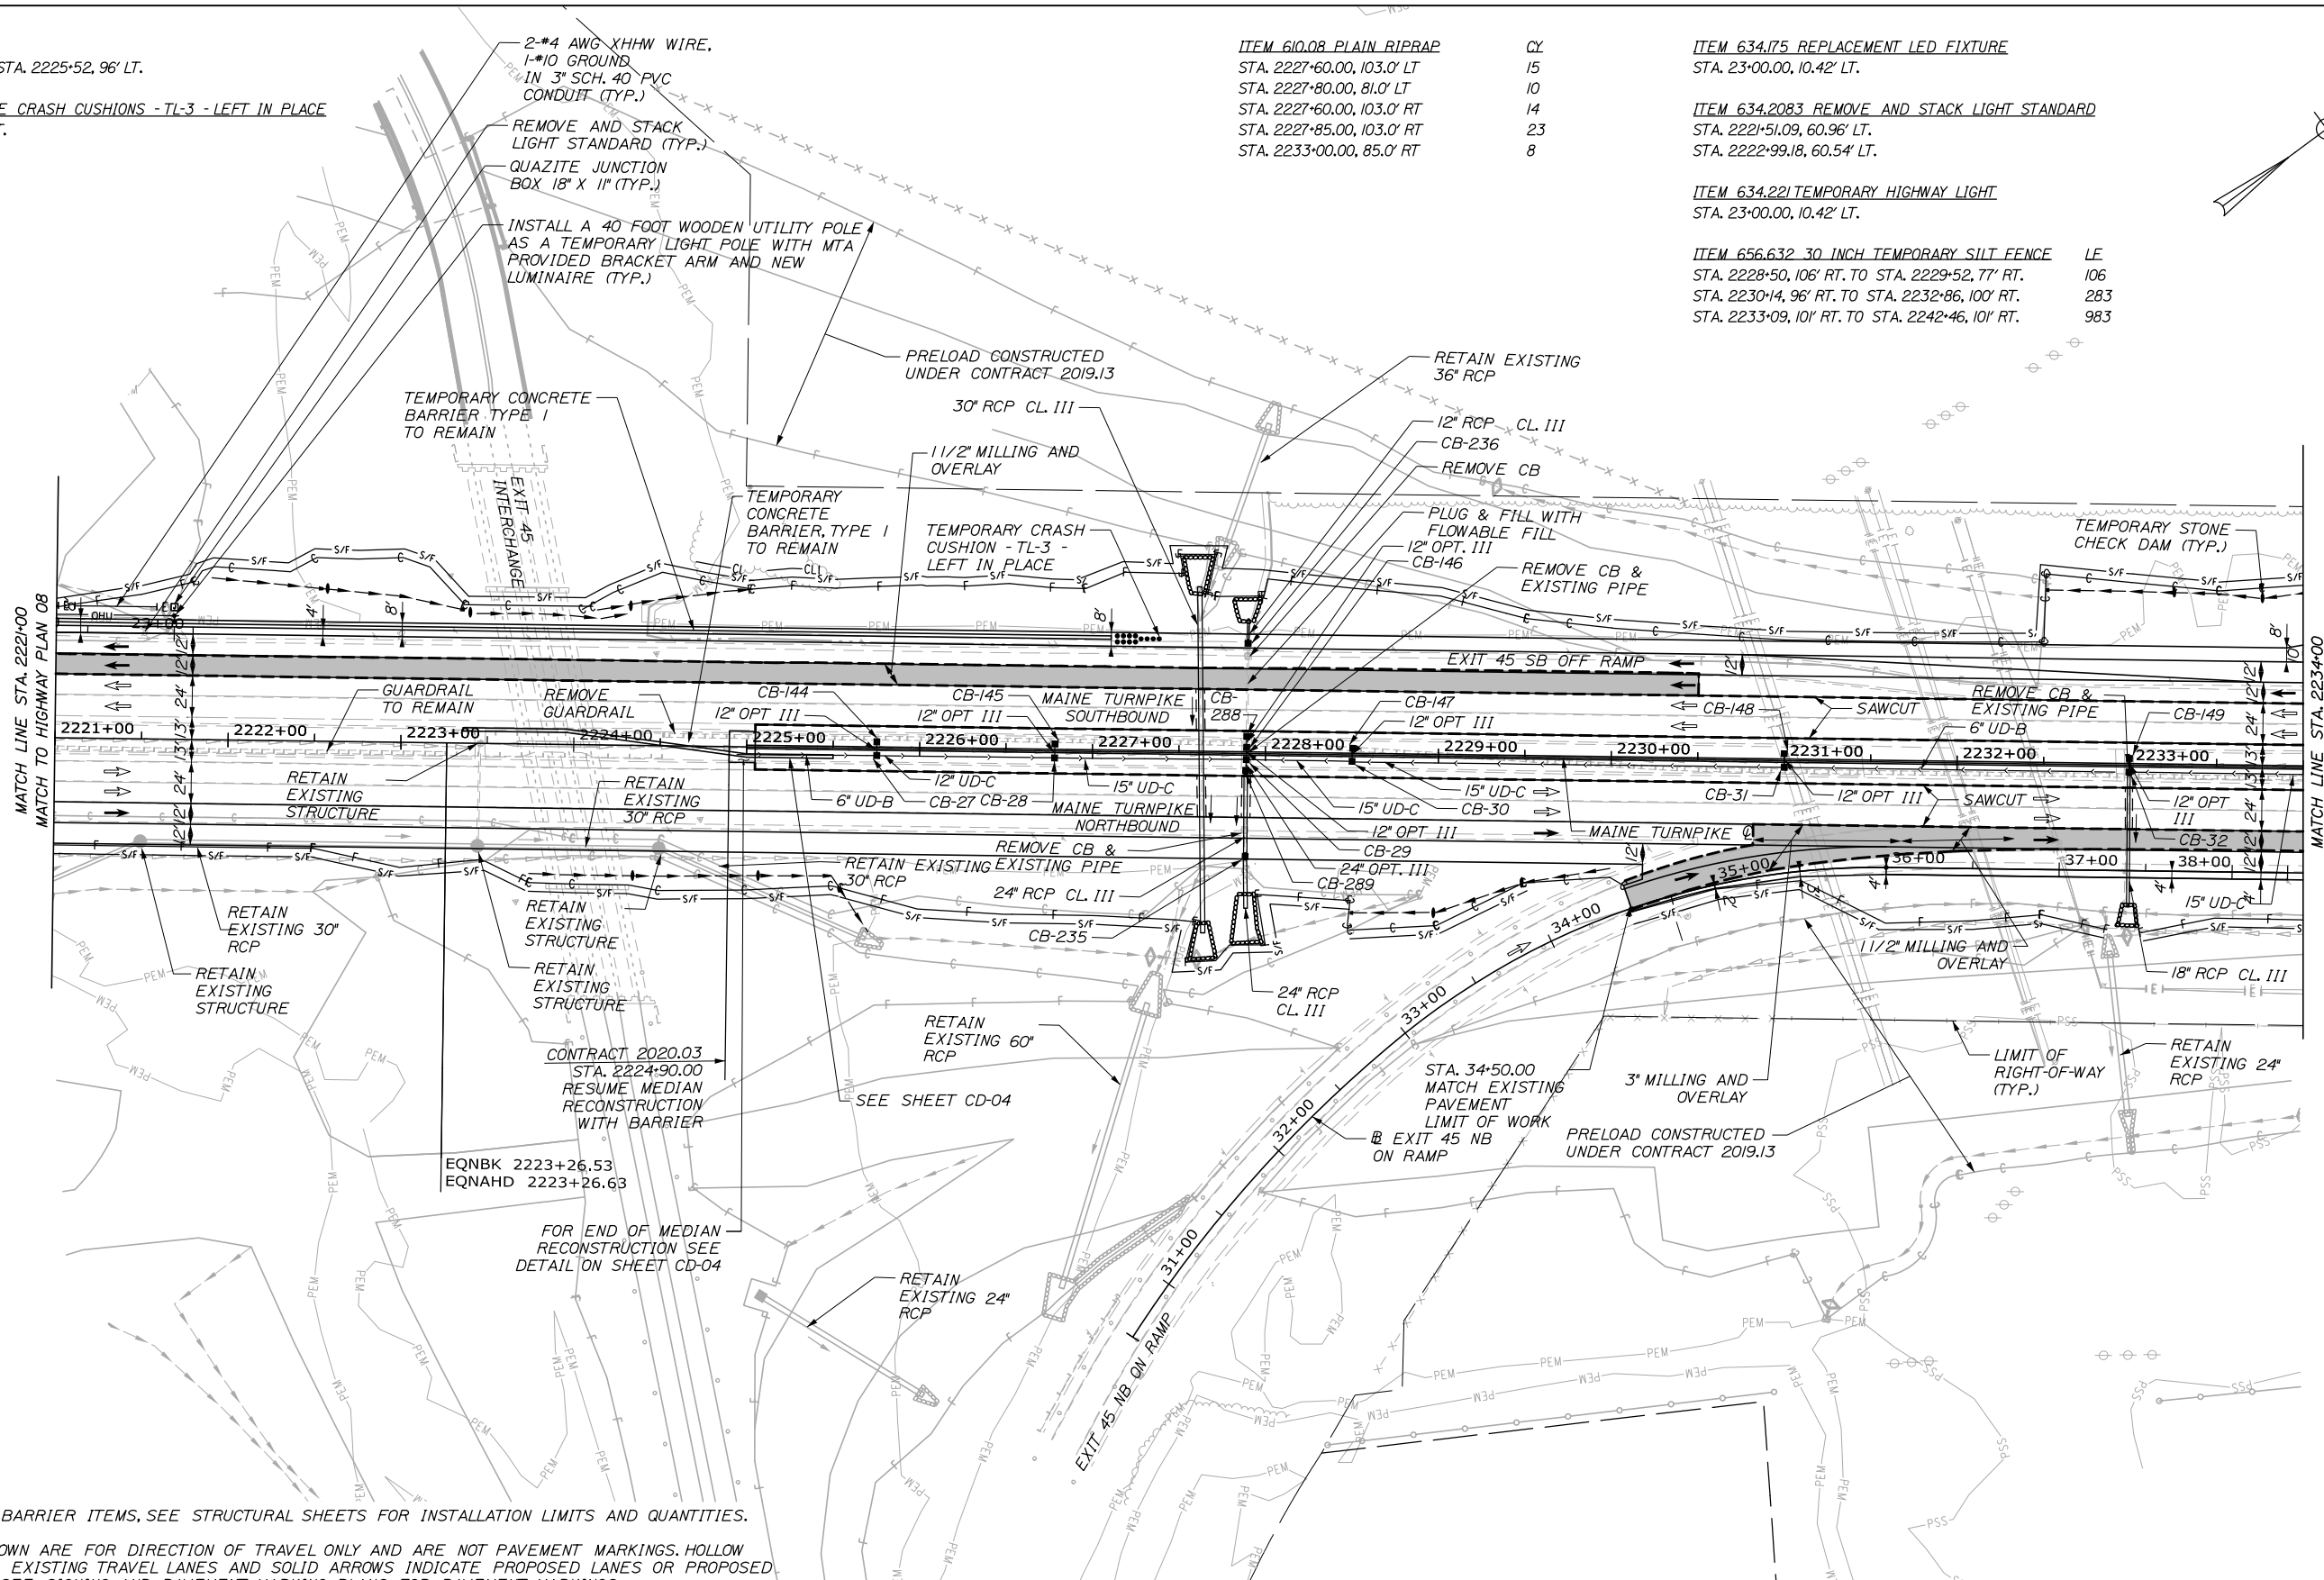 STA. 2225+52, 96' LT.
E CRASH CUSHIONS - TL-3 - LEFT IN PLACE
T.
2-#4 AWG XHHW WIRE,
1-#10 GROUND
IN 3" SCH. 40 PVC
CONDUIT (TYP.)
REMOVE AND STACK
LIGHT STANDARD (TYP.)
QUAZITE JUNCTION
BOX 18" X 11" (TYP.)
INSTALL A 40 FOOT WOODEN UTILITY POLE
AS A TEMPORARY LIGHT POLE WITH MTA
PROVIDED BRACKET ARM AND NEW
LUMINAIRE (TYP.)
ITEM 610.08 PLAIN RIPRAP CY
STA. 2227+60.00, 103.0' LT 15
STA. 2227+80.00, 81.0' LT 10
STA. 2227+60.00, 103.0' RT 14
STA. 2227+85.00, 103.0' RT 23
STA. 2233+00.00, 85.0' RT 8
ITEM 634.175 REPLACEMENT LED FIXTURE
STA. 23+00.00, 10.42' LT.
ITEM 634.2083 REMOVE AND STACK LIGHT STANDARD
STA. 2221+51.09, 60.96' LT.
STA. 2222+99.18, 60.54' LT.
ITEM 634.221 TEMPORARY HIGHWAY LIGHT
STA. 23+00.00, 10.42' LT.
ITEM 656.632 30 INCH TEMPORARY SILT FENCE LF
STA. 2228+50, 106' RT. TO STA. 2229+52, 77' RT. 106
STA. 2230+14, 96' RT. TO STA. 2232+86, 100' RT. 283
STA. 2233+09, 101' RT. TO STA. 2242+46, 101' RT. 983
PRELOAD CONSTRUCTED
UNDER CONTRACT 2019.13
RETAIN EXISTING
36" RCP
TEMPORARY CONCRETE
BARRIER TYPE 1
TO REMAIN
30" RCP CL. III
12" RCP CL. III
CB-236
REMOVE CB
1 1/2" MILLING AND
OVERLAY
EXIT 45
INTERCHANGE
TEMPORARY
CONCRETE
BARRIER, TYPE 1
TO REMAIN
TEMPORARY CRASH
CUSHION - TL-3 -
LEFT IN PLACE
PLUG & FILL WITH
FLOWABLE FILL
12" OPT. III
CB-146
REMOVE CB &
EXISTING PIPE
TEMPORARY STONE
CHECK DAM (TYP.)
MATCH LINE STA. 2221+00
MATCH TO HIGHWAY PLAN 08
23+00
OHU
EXIT 45 SB OFF RAMP
GUARDRAIL
TO REMAIN
REMOVE
GUARDRAIL
CB-144
12" OPT III
CB-145
12" OPT III
MAINE TURNPIKE
SOUTHBOUND
CB-
288
CB-147
12" OPT III
CB-148
SAWCUT
REMOVE CB &
EXISTING PIPE
6" UD-B
CB-149
MATCH LINE STA. 2234+00
2221+00 2222+00 2223+00 2224+00 2225+00 2226+00 2227+00 2228+00 2229+00 2230+00 2231+00 2232+00 2233+00
RETAIN
EXISTING
STRUCTURE
RETAIN
EXISTING
30" RCP
12" UD-C
6" UD-B
CB-27
CB-28
15" UD-C
MAINE TURNPIKE
NORTHBOUND
15" UD-C
15" UD-C
CB-30
CB-31
12" OPT III
SAWCUT
12" OPT
III
CB-32
REMOVE CB &
EXISTING PIPE
12" OPT III
CB-29
24" OPT. III
CB-289
MAINE TURNPIKE ℄
RETAIN EXISTING
30" RCP
24" RCP CL. III
CB-235
35+00 36+00 37+00 38+00
34+00
33+00
32+00
31+00
15" UD-C
RETAIN
EXISTING 30"
RCP
RETAIN
EXISTING
STRUCTURE
RETAIN
EXISTING
STRUCTURE
RETAIN
EXISTING
STRUCTURE
1 1/2" MILLING AND
OVERLAY
18" RCP CL. III
24" RCP
CL. III
RETAIN
EXISTING 60"
RCP
CONTRACT 2020.03
STA. 2224+90.00
RESUME MEDIAN
RECONSTRUCTION
WITH BARRIER
SEE SHEET CD-04
STA. 34+50.00
MATCH EXISTING
PAVEMENT
LIMIT OF WORK
3" MILLING AND
OVERLAY
LIMIT OF
RIGHT-OF-WAY
(TYP.)
RETAIN
EXISTING 24"
RCP
EXIT 45 NB
ON RAMP
PRELOAD CONSTRUCTED
UNDER CONTRACT 2019.13
EQNBK 2223+26.53
EQNAHD 2223+26.63
FOR END OF MEDIAN
RECONSTRUCTION SEE
DETAIL ON SHEET CD-04
RETAIN
EXISTING 24"
RCP
EXIT 45 NB ON RAMP
BARRIER ITEMS, SEE STRUCTURAL SHEETS FOR INSTALLATION LIMITS AND QUANTITIES.
OWN ARE FOR DIRECTION OF TRAVEL ONLY AND ARE NOT PAVEMENT MARKINGS. HOLLOW
EXISTING TRAVEL LANES AND SOLID ARROWS INDICATE PROPOSED LANES OR PROPOSED